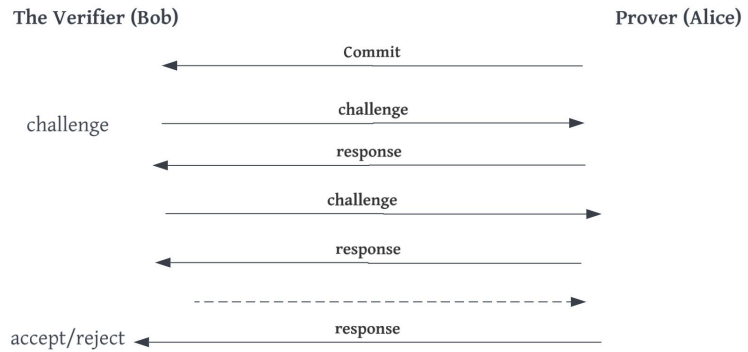 The Verifier (Bob)
Prover (Alice)
Commit
challenge
challenge
response
challenge
response
response
accept/reject